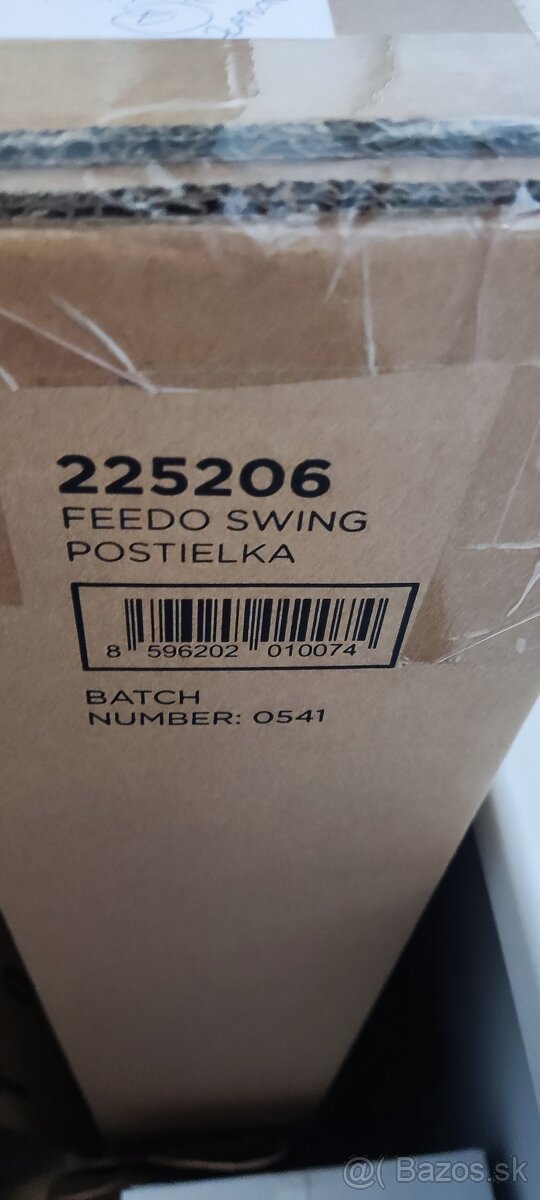 225206
FEEDO SWING
POSTIELKA
8 596202 010074
BATCH
NUMBER: 0541
@( Bazos.sk